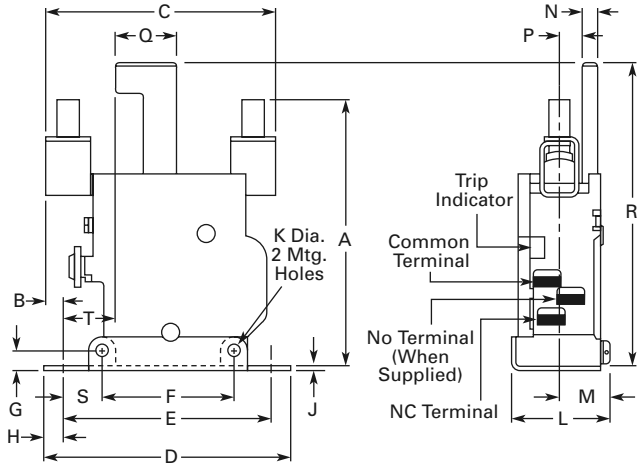 C
N
Q
P
Trip
Indicator
K Dia.
2 Mtg.
Holes
A
R
Common
Terminal
B
T
No Terminal
(When
Supplied)
G
S
F
J
NC Terminal
M
E
L
H
D